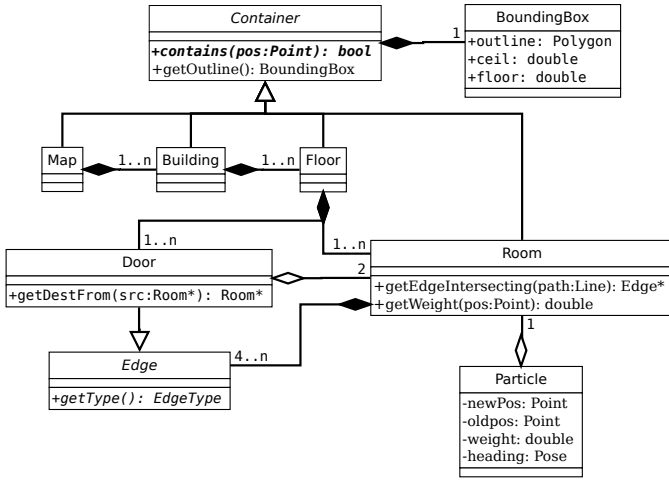 Container
+contains(pos:Point): bool
+getOutline(): BoundingBox
1
BoundingBox
+outline: Polygon
+ceil: double
+floor: double
Map
1..n
Building
1..n
Floor
1..n
1..n
Door
+getDestFrom(src:Room*): Room*
2
Room
+getEdgeIntersecting(path:Line): Edge*
+getWeight(pos:Point): double
4..n
1
Edge
+getType(): EdgeType
Particle
-newPos: Point
-oldpos: Point
-weight: double
-heading: Pose